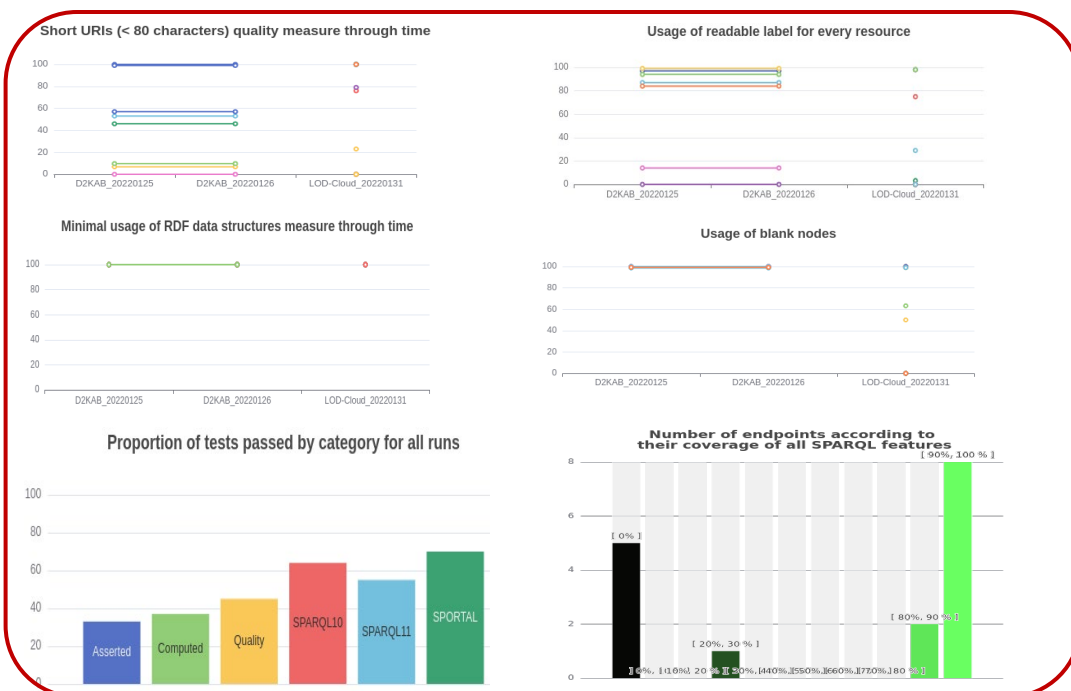 Short URIs (< 80 characters) quality measure through time
100
80
60
40
20
0
D2KAB_20220125 D2KAB_20220126 LOD-Cloud_20220131
Usage of readable label for every resource
100
80
60
40
20
0
D2KAB_20220125 D2KAB_20220126 LOD-Cloud_20220131
Minimal usage of RDF data structures measure through time
100
80
60
40
20
0
D2KAB_20220125 D2KAB_20220126 LOD-Cloud_20220131
Usage of blank nodes
100
80
60
40
20
0
D2KAB_20220125 D2KAB_20220126 LOD-Cloud_20220131
Proportion of tests passed by category for all runs
100
80
60
40
20
0
Asserted Computed Quality SPARQL10 SPARQL11 SPORTAL
Number of endpoints according to
their coverage of all SPARQL features
[ 90%, 100 % ]
8
6
4
2
0
[ 0% ]
[ 20%, 30 % ]
[ 80%, 90 % ]